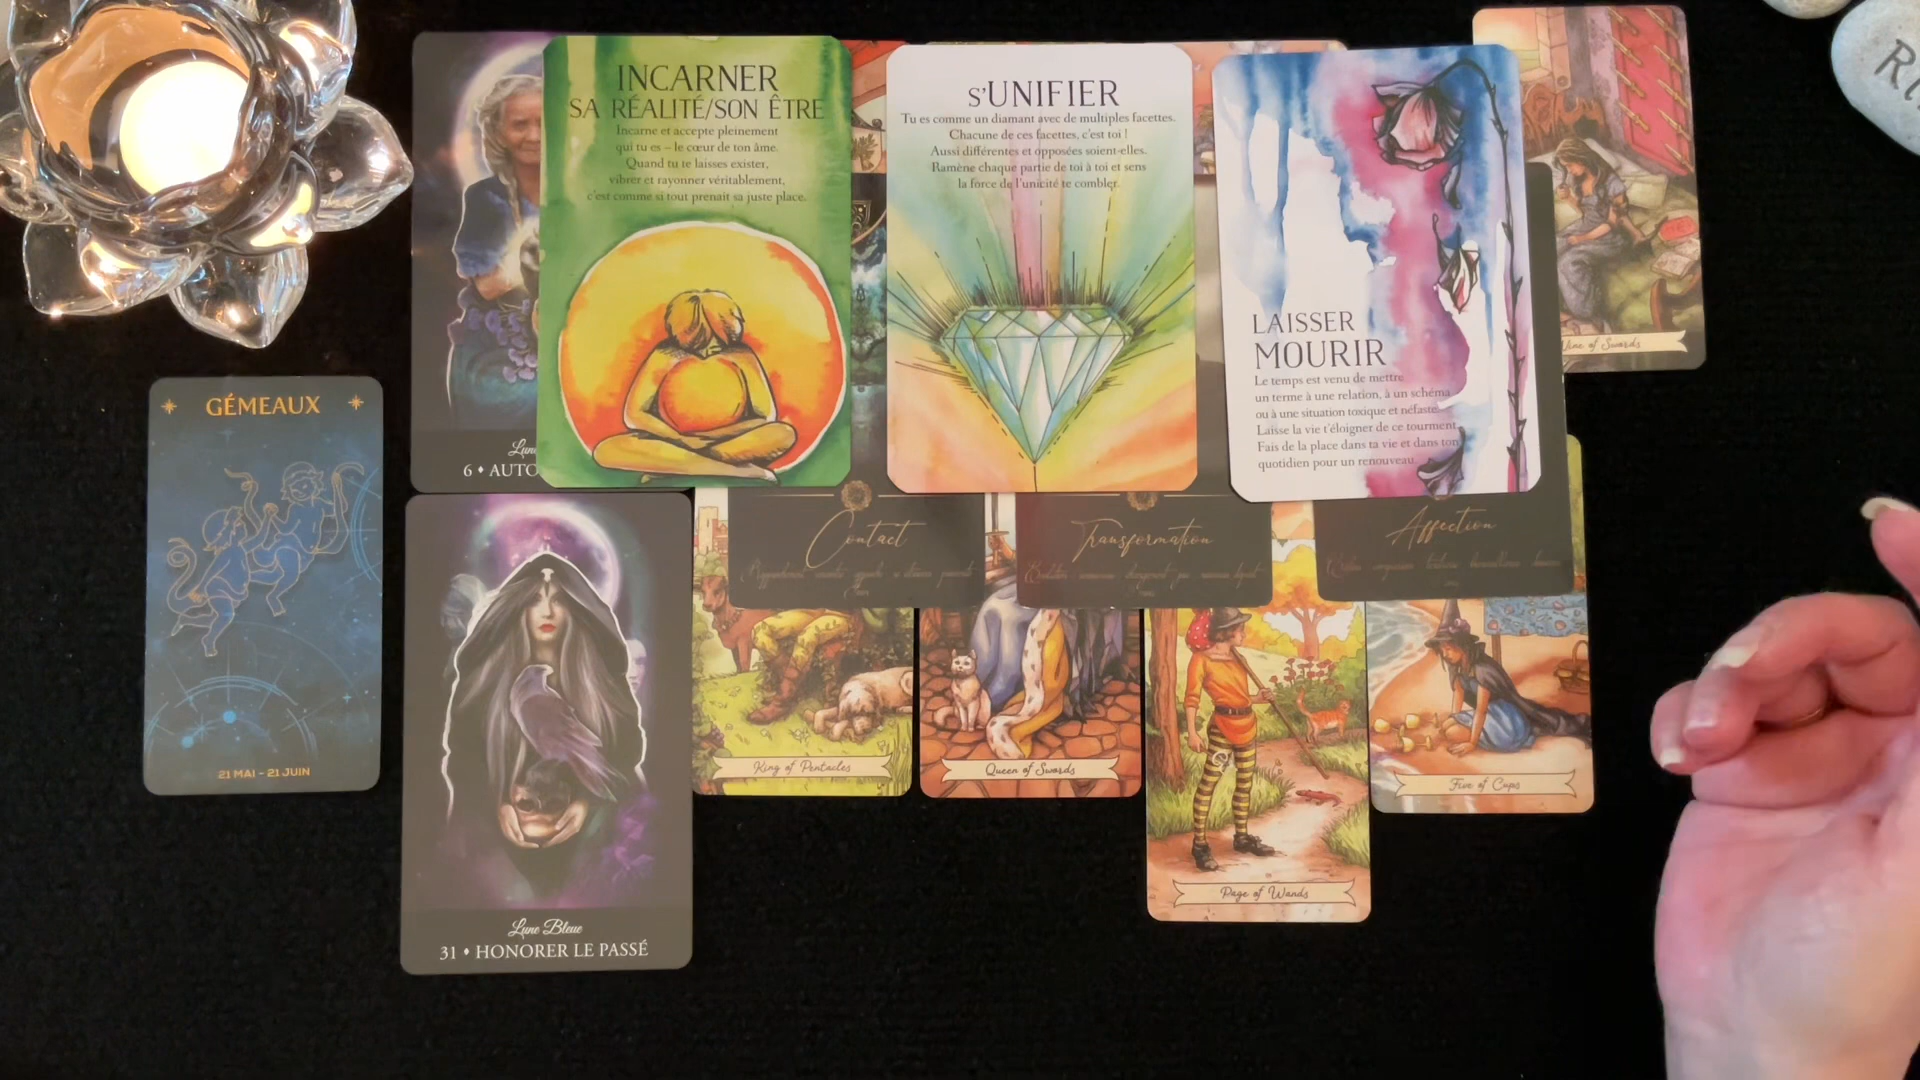 INCARNER
SA RÉALITÉ/SON ÊTRE
Incarne et accepte pleinement
qui tu es – le cœur de ton âme.
Quand tu te laisses exister,
vibrer et rayonner véritablement,
c'est comme si tout prenait sa juste place.
S'UNIFIER
Tu es comme un diamant avec de multiples facettes.
Chacune de ces facettes, c'est toi !
Aussi différentes et opposées soient-elles.
Ramène chaque partie de toi à toi et sens
la force de l'unicité te combler.
LAISSER
MOURIR
Le temps est venu de mettre
un terme à une relation, à un schéma
ou à une situation toxique et néfaste.
Laisse la vie t'éloigner de ce tourment.
Fais de la place dans ta vie et dans ton
quotidien pour un renouveau.
Nine of Swords
GÉMEAUX
21 MAI – 21 JUIN
Lune
6 ♦ AUTO
Contact
Transformation
Affection
King of Pentacles
Queen of Swords
Page of Wands
Five of Cups
Lune Bleue
31 ♦ HONORER LE PASSÉ